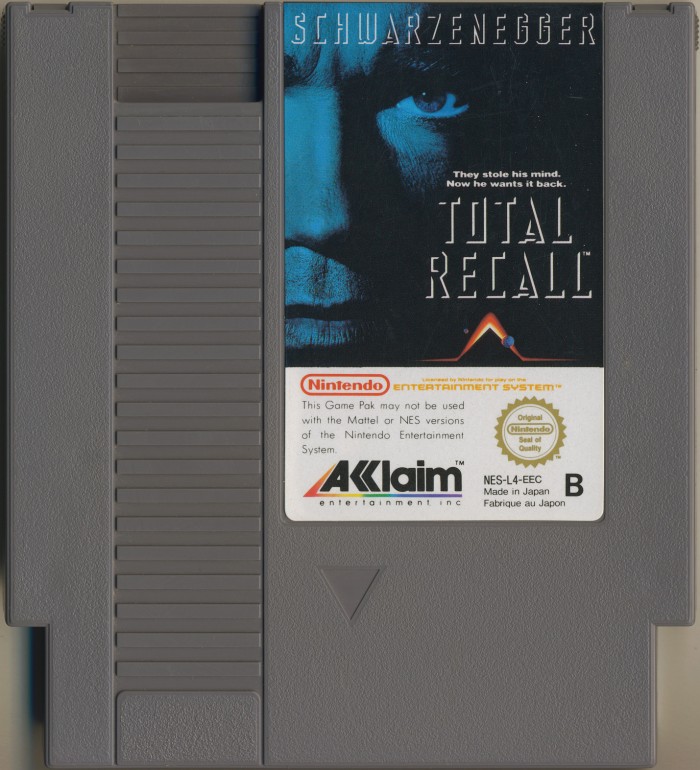 SCHWARZENEGGER
They stole his mind.
Now he wants it back.
TOTAL
RECALL™
Nintendo
Licensed by Nintendo for play on the
ENTERTAINMENT SYSTEM™
This Game Pak may not be used
with the Mattel or NES versions
of the Nintendo Entertainment
System.
AKKlaim™
entertainment inc
Original
Nintendo
Seal of
Quality
TM
NES-L4-EEC
Made in Japan
Fabrique au Japon
B